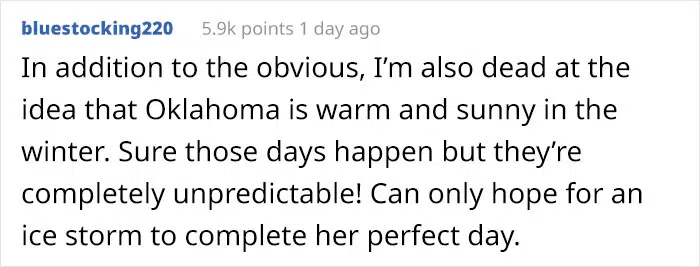 bluestocking220 5.9k points 1 day ago
In addition to the obvious, I’m also dead at the
idea that Oklahoma is warm and sunny in the
winter. Sure those days happen but they’re
completely unpredictable! Can only hope for an
ice storm to complete her perfect day.